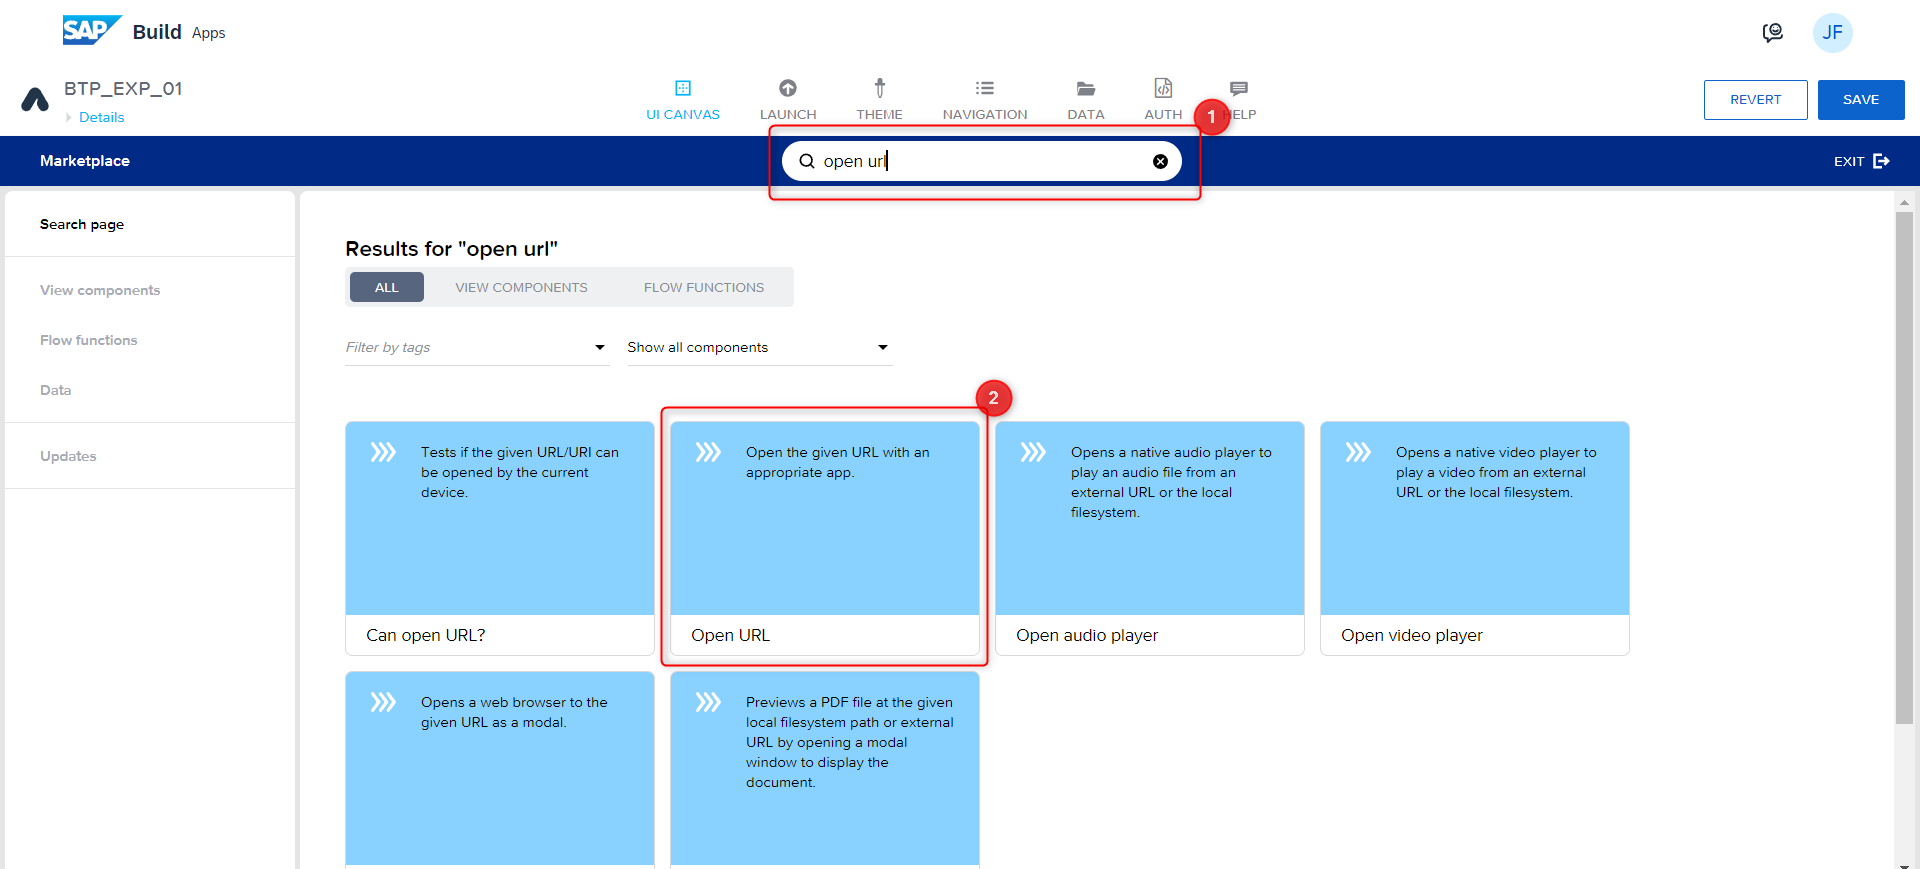 SAP Build Apps
JF
BTP_EXP_01
Details
UI CANVAS
LAUNCH
THEME
NAVIGATION
DATA
AUTH
HELP
REVERT
SAVE
1
Marketplace
open url
EXIT
Search page
View components
Flow functions
Data
Updates
Results for "open url"
ALL
VIEW COMPONENTS
FLOW FUNCTIONS
Filter by tags
Show all components
2
Tests if the given URL/URI can
be opened by the current
device.
Can open URL?
Open the given URL with an
appropriate app.
Open URL
Opens a native audio player to
play an audio file from an
external URL or the local
filesystem.
Open audio player
Opens a native video player to
play a video from an external
URL or the local filesystem.
Open video player
Opens a web browser to the
given URL as a modal.
Previews a PDF file at the given
local filesystem path or external
URL by opening a modal
window to display the
document.